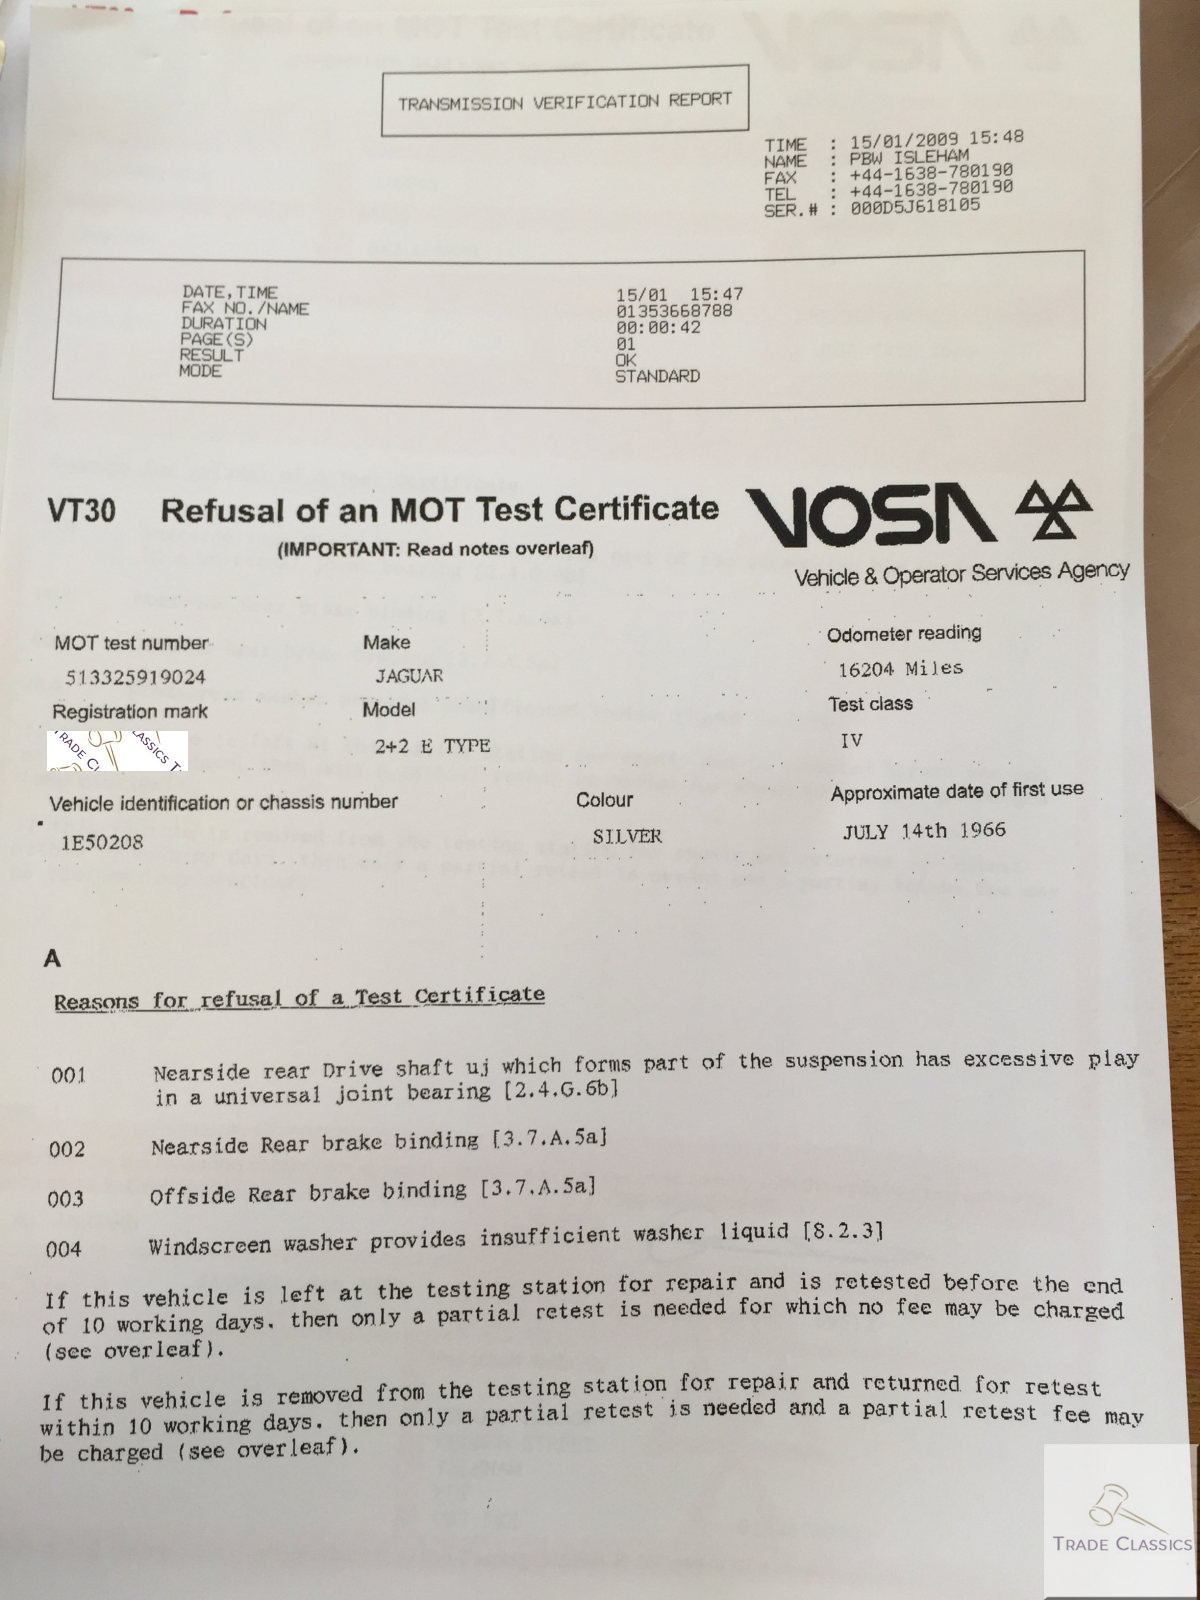 TRANSMISSION VERIFICATION REPORT
TIME : 15/01/2009 15:48
NAME : PBW ISLEHAM
FAX : +44-1638-780190
TEL : +44-1638-780190
SER.# : 000D5J618105
DATE,TIME 15/01 15:47
FAX NO./NAME 01353668788
DURATION 00:00:42
PAGE(S) 01
RESULT OK
MODE STANDARD
VT30 Refusal of an MOT Test Certificate VOSA
(IMPORTANT: Read notes overleaf)
Vehicle & Operator Services Agency
MOT test number Make Odometer reading
513325919024 JAGUAR 16204 Miles
Registration mark Model Test class
TRADE CLASSICS T
2+2 E TYPE IV
Vehicle identification or chassis number Colour Approximate date of first use
1E50208 SILVER JULY 14th 1966
A
Reasons for refusal of a Test Certificate
001 Nearside rear Drive shaft uj which forms part of the suspension has excessive play
in a universal joint bearing [2.4.G.6b]
002 Nearside Rear brake binding [3.7.A.5a]
003 Offside Rear brake binding [3.7.A.5a]
004 Windscreen washer provides insufficient washer liquid [8.2.3]
If this vehicle is left at the testing station for repair and is retested before the end
of 10 working days. then only a partial retest is needed for which no fee may be charged
(see overleaf).
If this vehicle is removed from the testing station for repair and returned for retest
within 10 working days. then only a partial retest is needed and a partial retest fee may
be charged (see overleaf).
TRADE CLASSICS